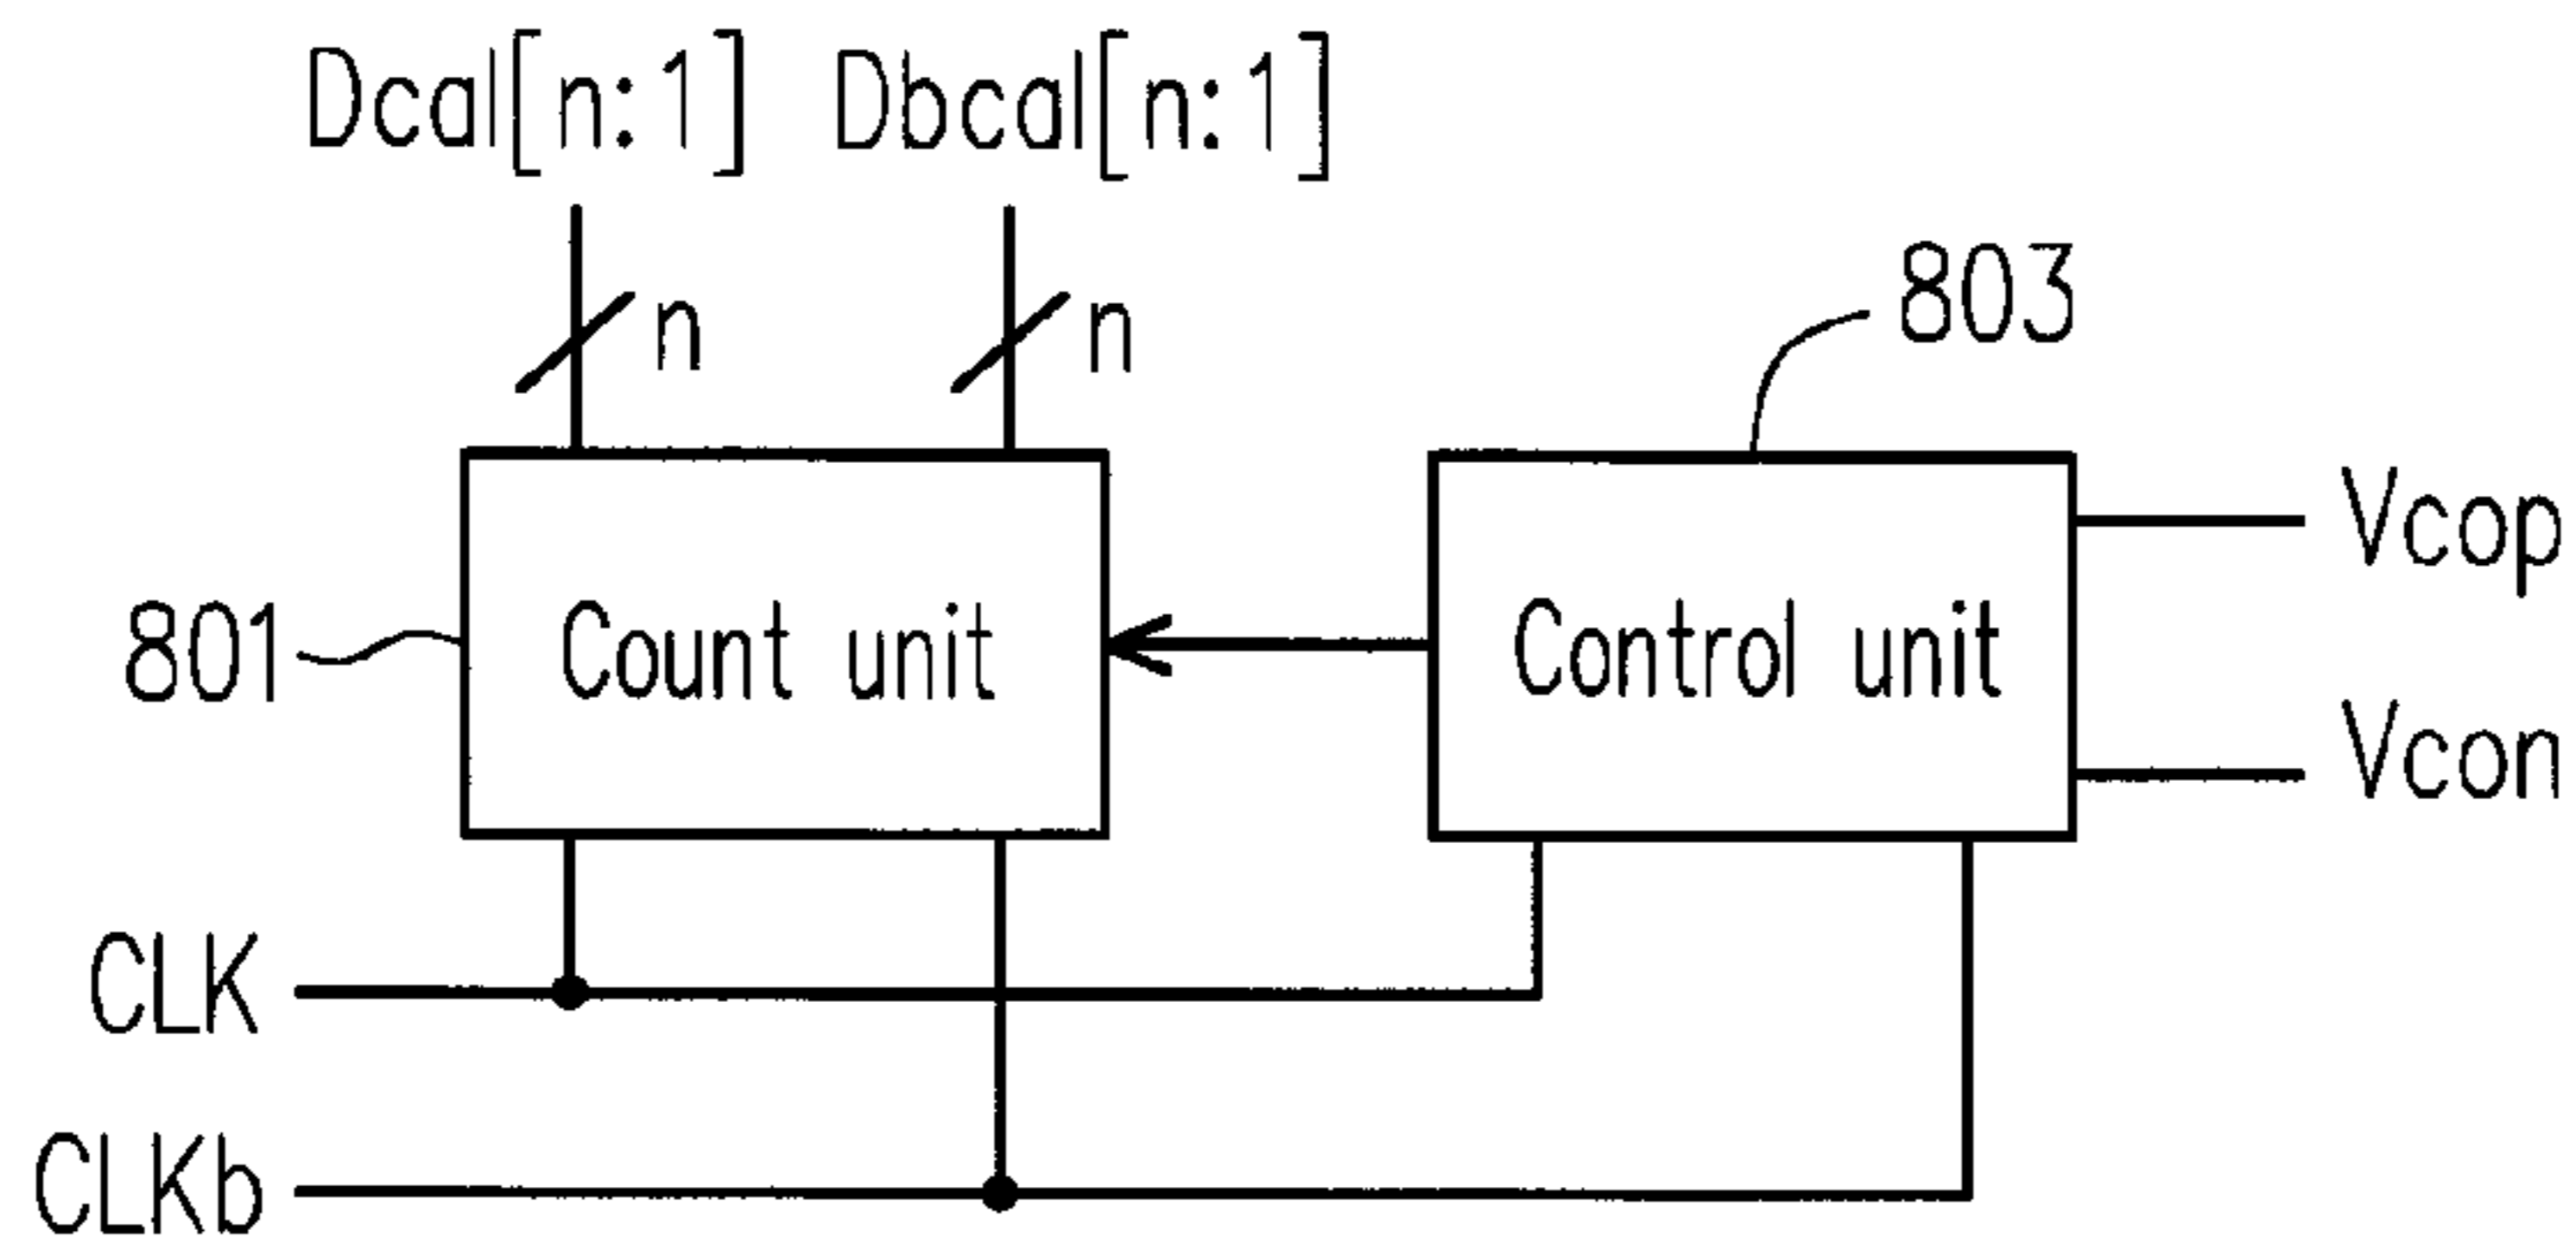 Dcal[n:1] Dbcal[n:1]
n n
803
Vcop
801 Count unit Control unit
Vcon
CLK
CLKb